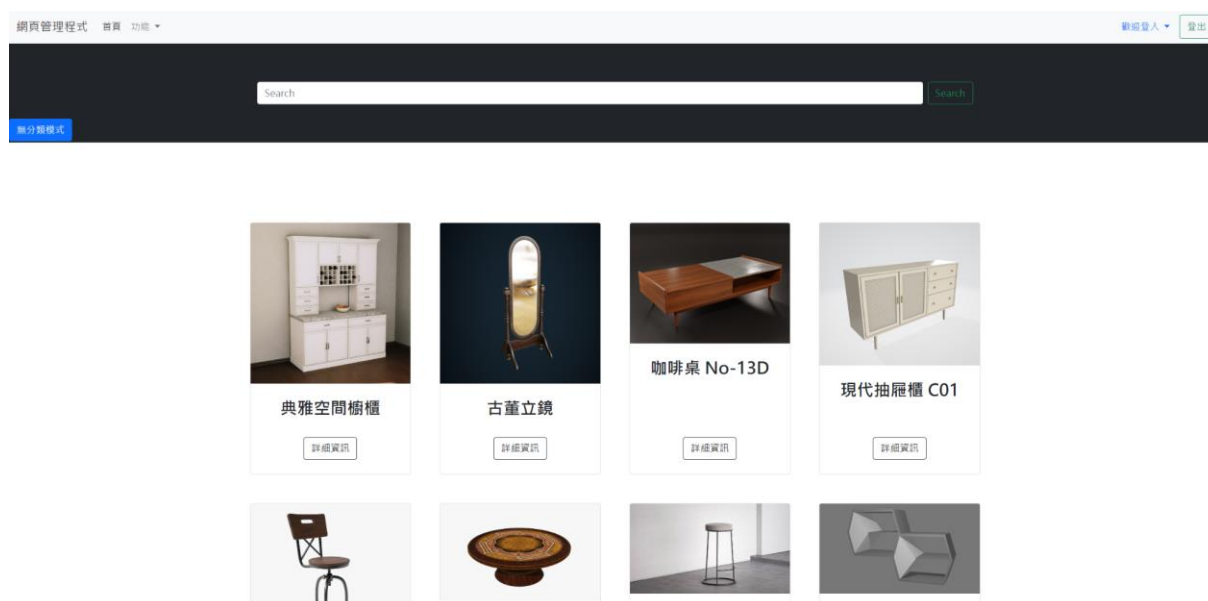 網頁管理程式 首頁 功能
歡迎登入 登出
Search Search
無分類模式
典雅空間櫥櫃
古董立鏡
咖啡桌 No-13D
現代抽屜櫃 C01
詳細資訊
詳細資訊
詳細資訊
詳細資訊